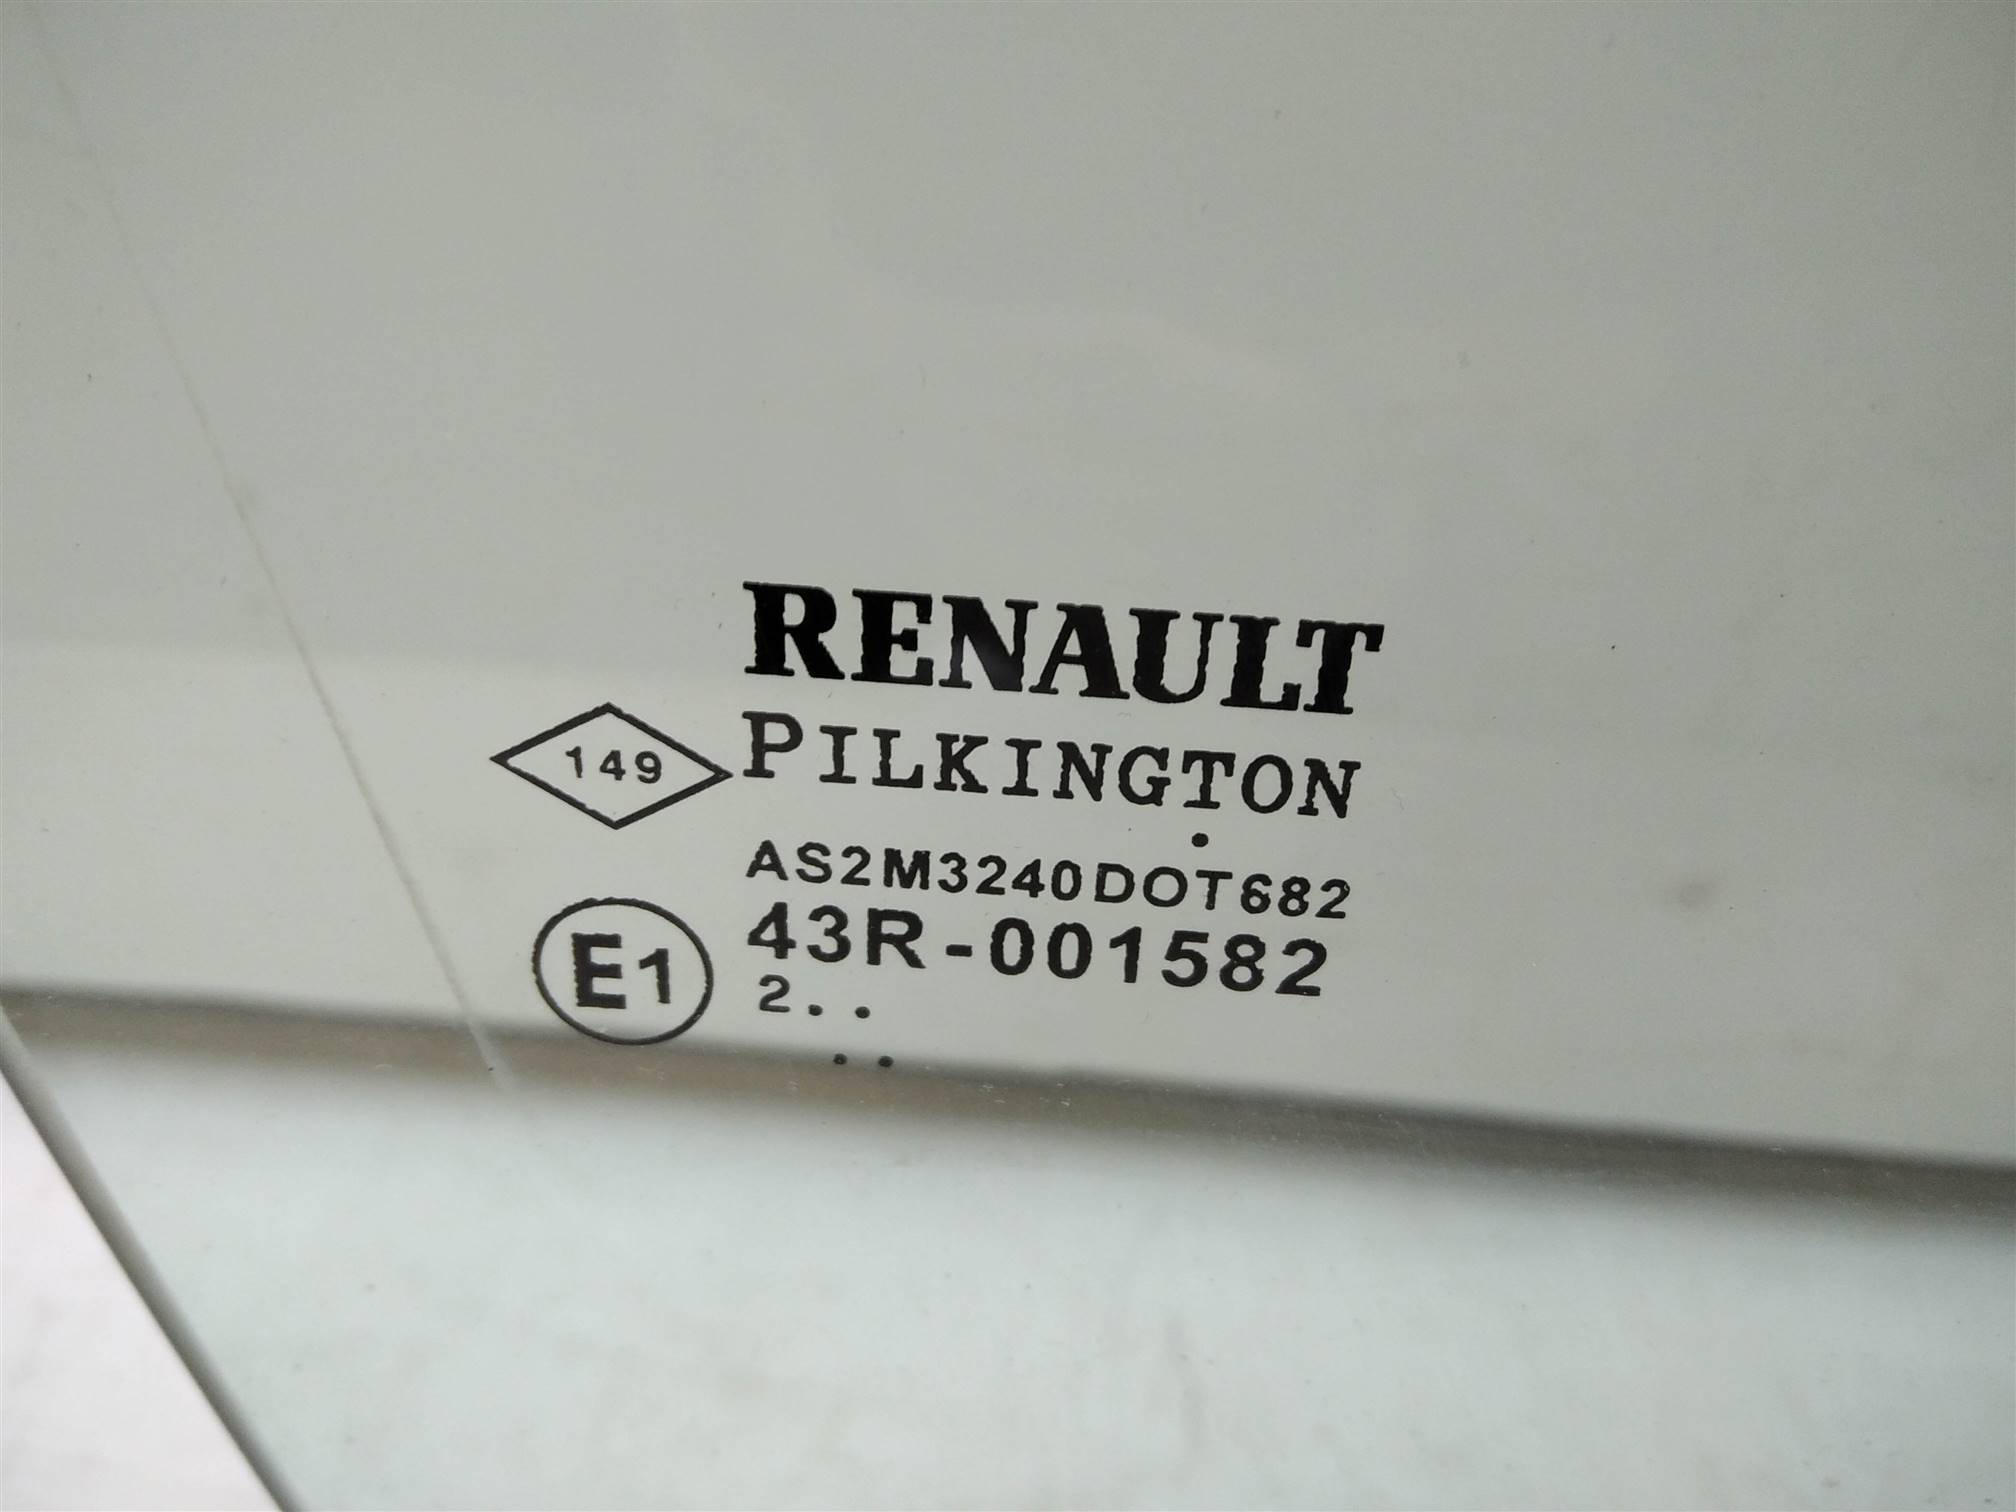 RENAULT
149 PILKINGTON
AS2M3240DOT682
E1 43R-001582
2..
..